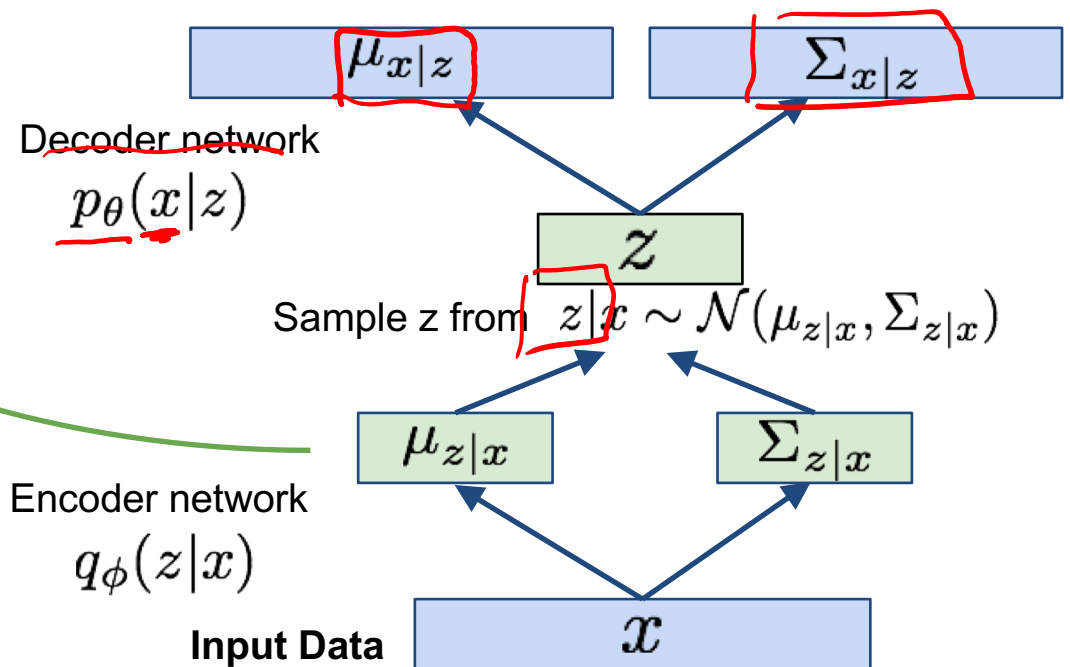 μ_{x|z} Σ_{x|z}
Decoder network
p_θ(x|z)
z
Sample z from z|x ∼ 𝒩(μ_{z|x}, Σ_{z|x})
μ_{z|x} Σ_{z|x}
Encoder network
q_ϕ(z|x)
Input Data x